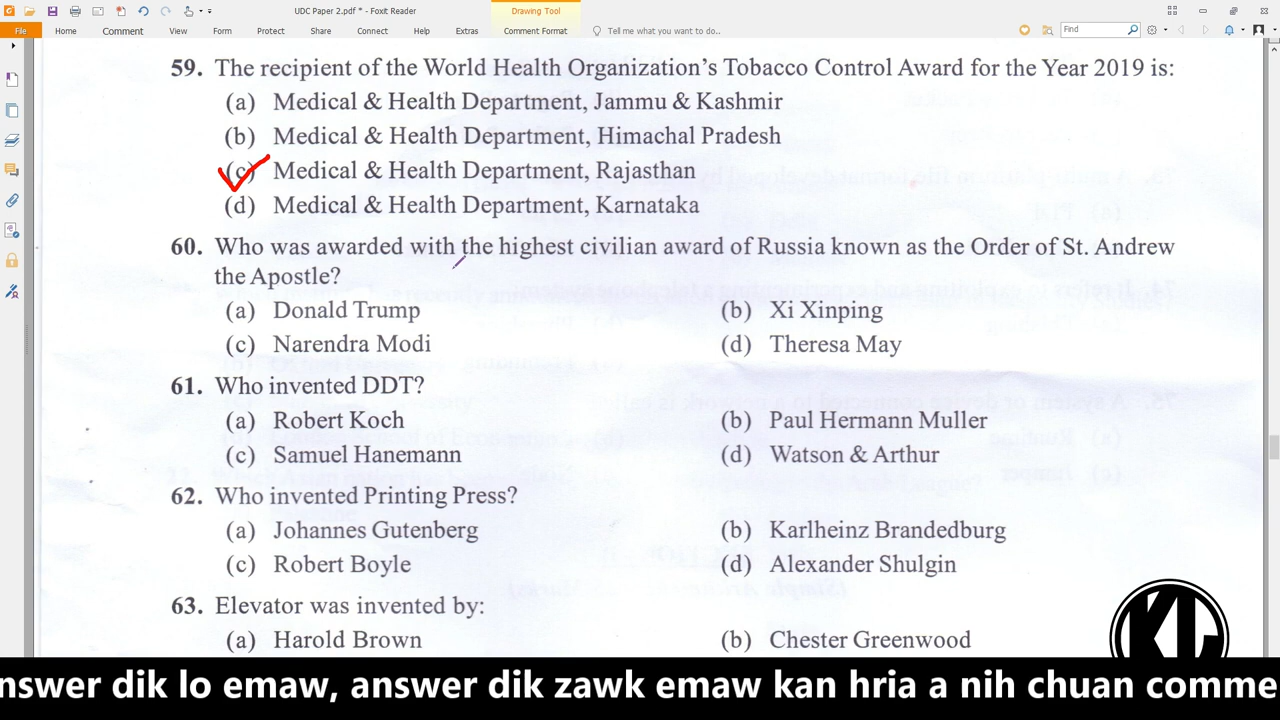 UDC Paper 2.pdf * - Foxit Reader
Drawing Tool
File
Home
Comment
View
Form
Protect
Share
Connect
Help
Extras
Comment Format
Tell me what you want to do..
Find
59. The recipient of the World Health Organization's Tobacco Control Award for the Year 2019 is:
(a) Medical & Health Department, Jammu & Kashmir
(b) Medical & Health Department, Himachal Pradesh
(c) Medical & Health Department, Rajasthan
(d) Medical & Health Department, Karnataka
60. Who was awarded with the highest civilian award of Russia known as the Order of St. Andrew
the Apostle?
(a) Donald Trump (b) Xi Xinping
(c) Narendra Modi (d) Theresa May
61. Who invented DDT?
(a) Robert Koch (b) Paul Hermann Muller
(c) Samuel Hanemann (d) Watson & Arthur
62. Who invented Printing Press?
(a) Johannes Gutenberg (b) Karlheinz Brandedburg
(c) Robert Boyle (d) Alexander Shulgin
63. Elevator was invented by:
(a) Harold Brown (b) Chester Greenwood
KL
nswer dik lo emaw, answer dik zawk emaw kan hria a nih chuan comme